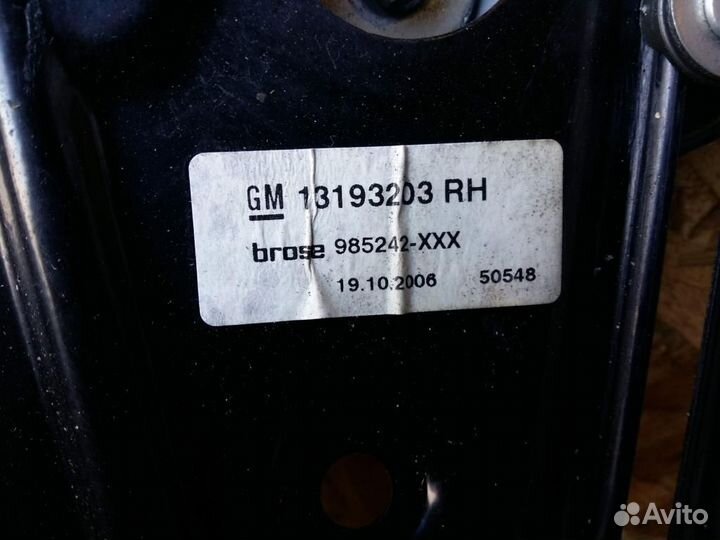 GM 13193203 RH
brose 985242-XXX
19.10.2006 50548
Avito